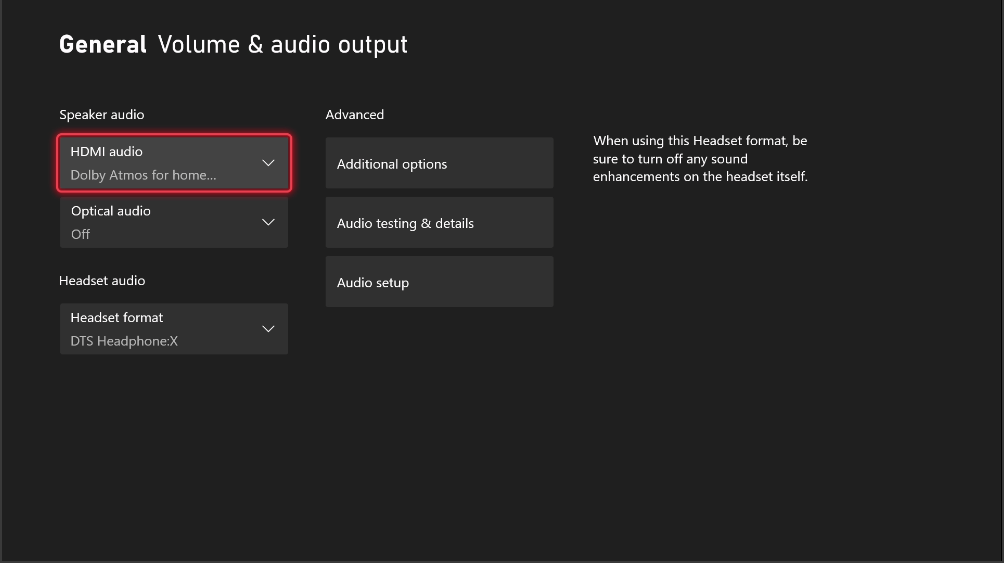 General Volume & audio output
Speaker audio
HDMI audio
Dolby Atmos for home...
Optical audio
Off
Headset audio
Headset format
DTS Headphone:X
Advanced
Additional options
Audio testing & details
Audio setup
When using this Headset format, be
sure to turn off any sound
enhancements on the headset itself.